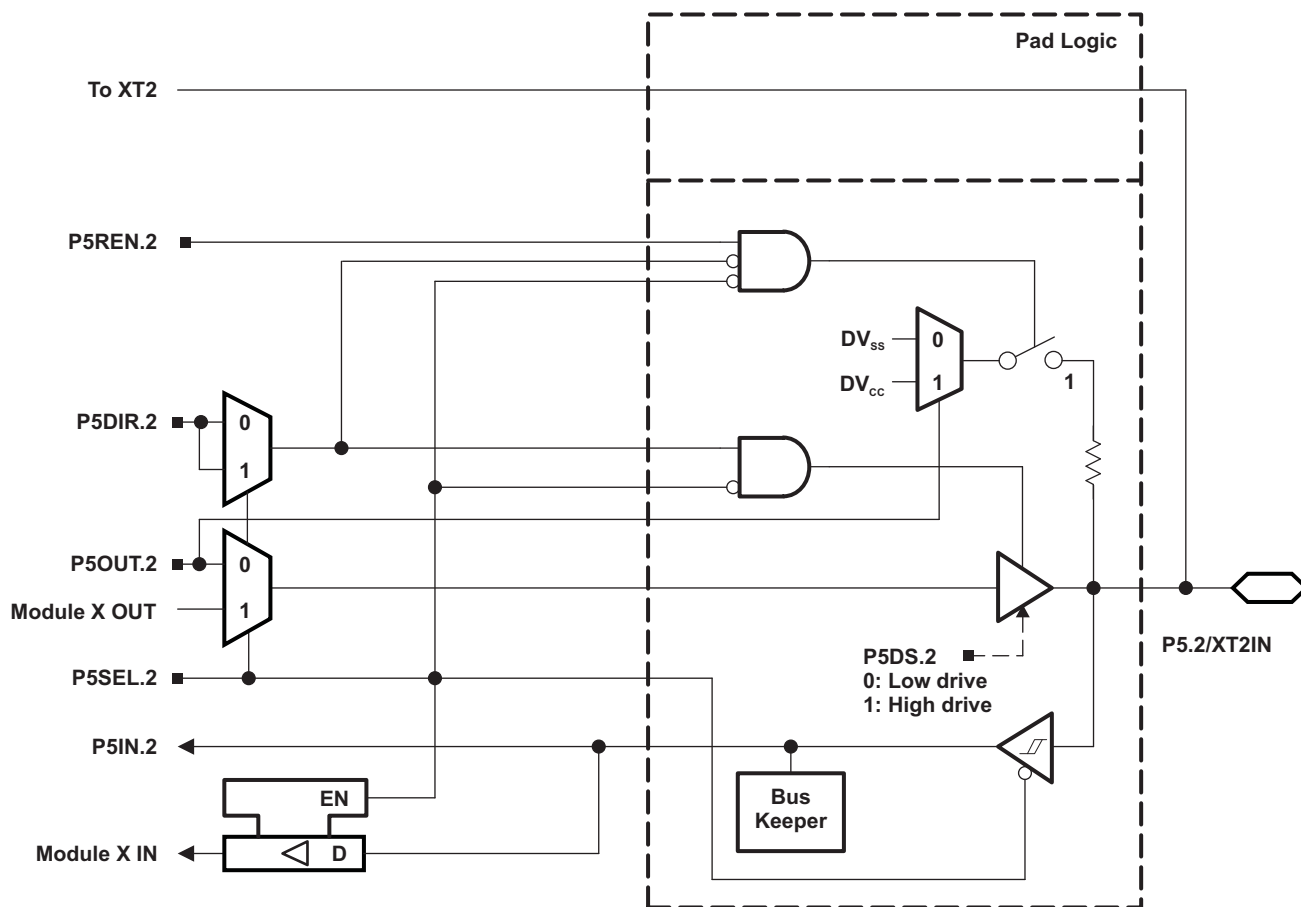 Pad Logic
To XT2
P5REN.2
DVss
0
DVcc
1
1
P5DIR.2
0
1
P5OUT.2
0
Module X OUT
1
P5DS.2
0: Low drive
1: High drive
P5.2/XT2IN
P5SEL.2
P5IN.2
Bus
Keeper
EN
Module X IN
D